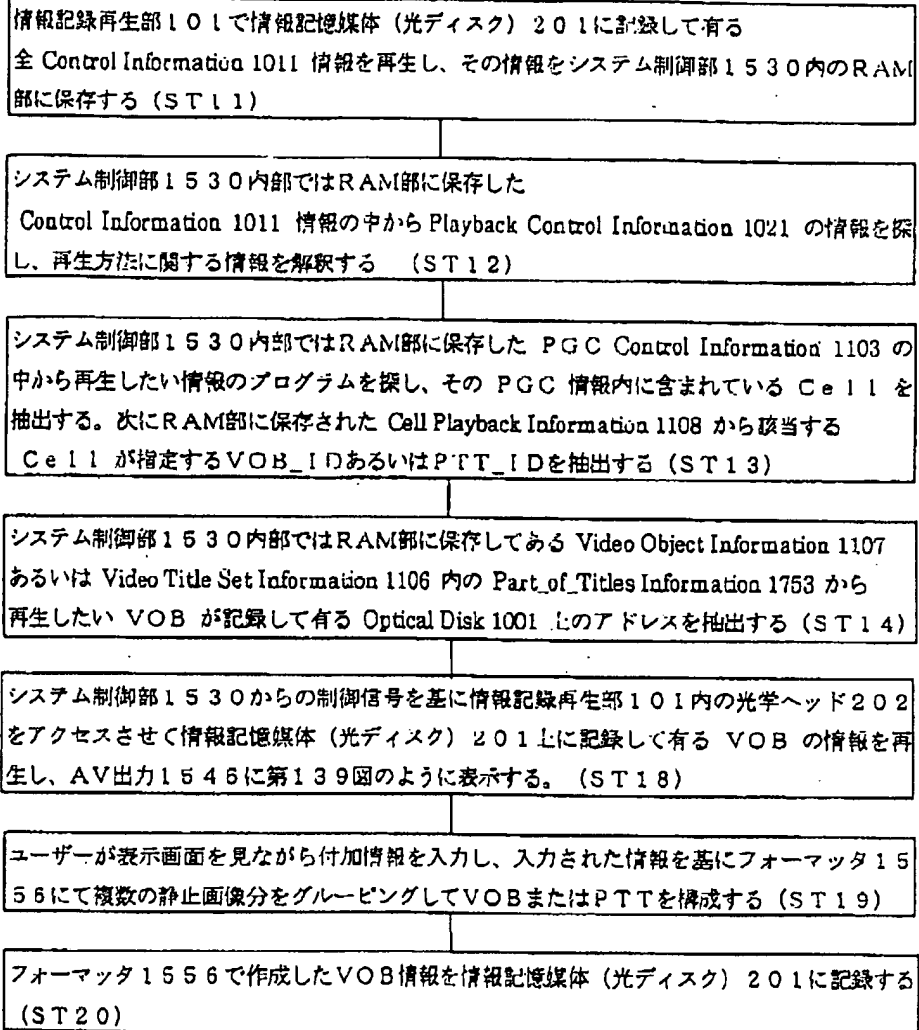 情報記録再生部１０１で情報記憶媒体（光ディスク）２０１に記録して有る
全 Control Information 1011 情報を再生し、その情報をシステム制御部１５３０内のＲＡＭ
部に保存する（ＳＴ１１）
システム制御部１５３０内部ではＲＡＭ部に保存した
Control Information 1011 情報の中から Playback Control Information 1021 の情報を探
し、再生方法に関する情報を解釈する （ＳＴ１２）
システム制御部１５３０内部ではＲＡＭ部に保存した ＰＧＣ Control Information 1103 の
中から再生したい情報のプログラムを探し、その ＰＧＣ 情報内に含まれている Ｃｅｌｌ を
抽出する。次にＲＡＭ部に保存された Cell Playback Information 1108 から該当する
Ｃｅｌｌ が指定するＶＯＢ_ＩＤあるいはＰＴＴ_ＩＤを抽出する（ＳＴ１３）
システム制御部１５３０内部ではＲＡＭ部に保存してある Video Object Information 1107
あるいは Video Title Set Information 1106 内の Part_of_Titles Information 1753 から
再生したい ＶＯＢ が記録して有る Optical Disk 1001 上のアドレスを抽出する（ＳＴ１４）
システム制御部１５３０からの制御信号を基に情報記録再生部１０１内の光学ヘッド２０２
をアクセスさせて情報記憶媒体（光ディスク）２０１上に記録して有る ＶＯＢ の情報を再
生し、ＡＶ出力１５４６に第１３９図のように表示する。（ＳＴ１８）
ユーザーが表示画面を見ながら付加情報を入力し、入力された情報を基にフォーマッタ１５
５６にて複数の静止画像分をグルーピングしてＶＯＢまたはＰＴＴを構成する（ＳＴ１９）
フォーマッタ１５５６で作成したＶＯＢ情報を情報記憶媒体（光ディスク）２０１に記録する
（ＳＴ２０）